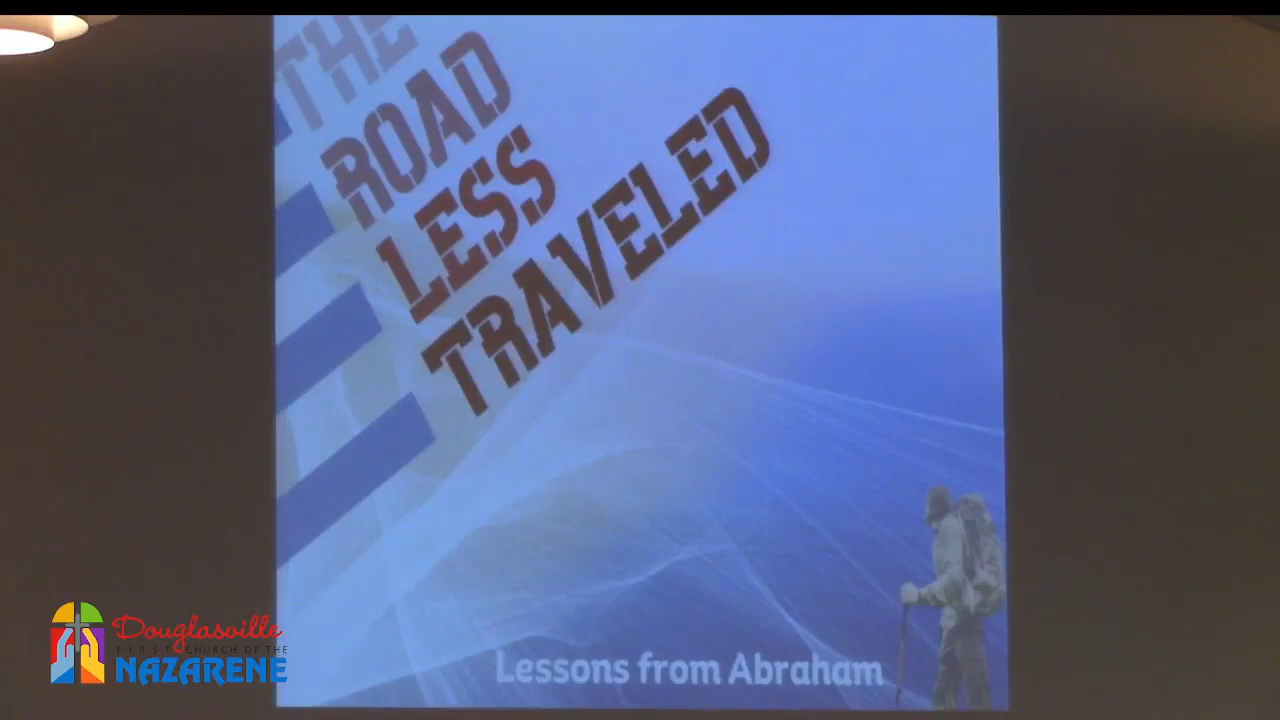 THE
ROAD
LESS
TRAVELED
Lessons from Abraham
Douglasville
FIRST CHURCH OF THE
NAZARENE